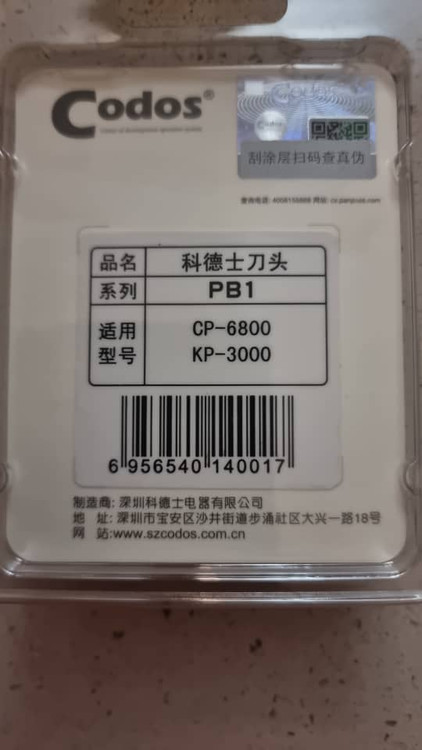 Codos®
Codos
刮涂层扫码查真伪
品名 科德士刀头
系列 PB1
适用 CP-6800
型号 KP-3000
6 956540 140017
制造商: 深圳科德士电器有限公司
地 址: 深圳市宝安区沙井街道步涌社区大兴一路18号
网 站:www.szcodos.com.cn